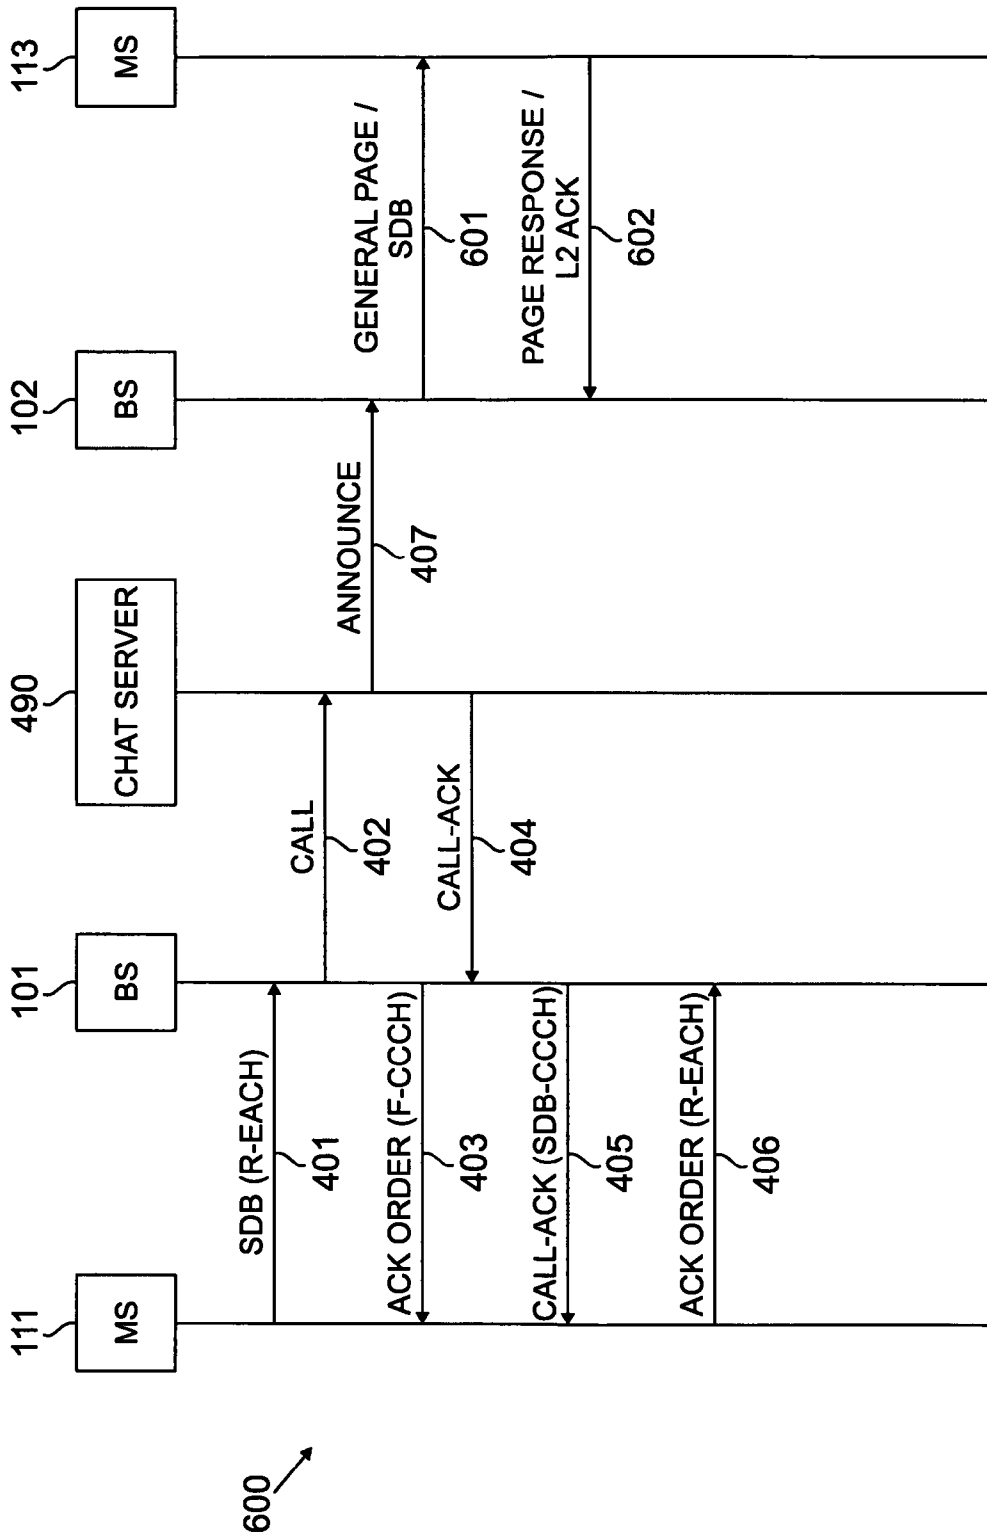 600
111
101
490
102
113
MS
BS
CHAT SERVER
BS
MS
SDB (R-EACH)
401
CALL
402
ANNOUNCE
407
GENERAL PAGE /
SDB
601
ACK ORDER (F-CCCH)
403
CALL-ACK
404
CALL-ACK (SDB-CCCH)
405
PAGE RESPONSE /
L2 ACK
602
ACK ORDER (R-EACH)
406